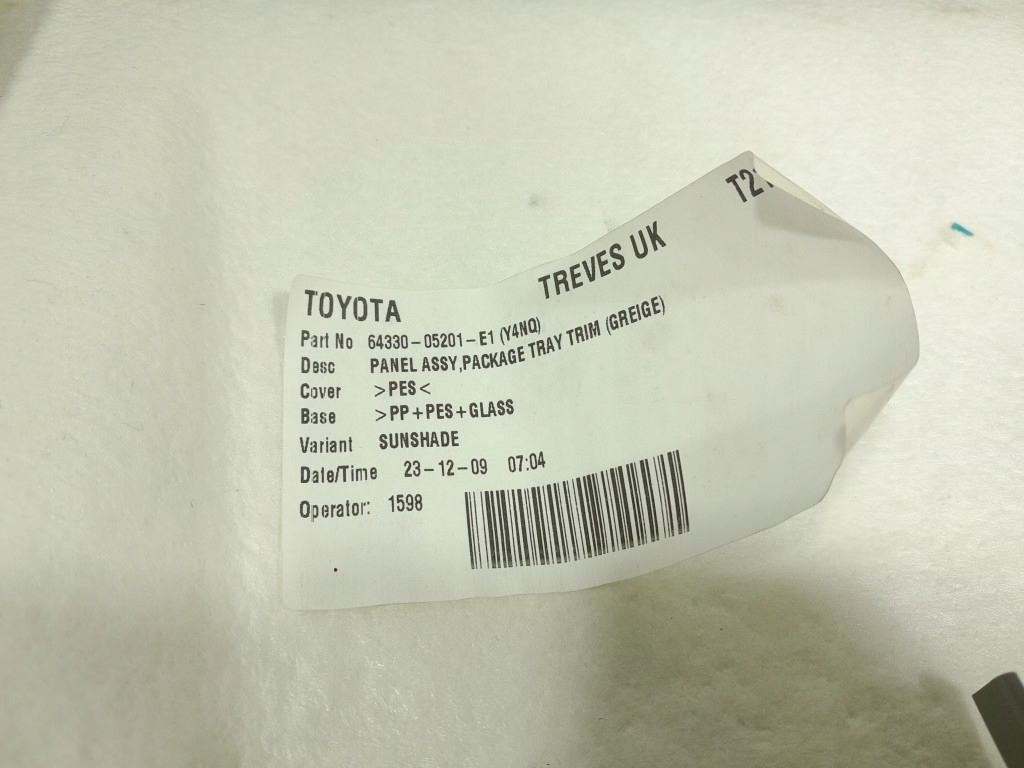 TOYOTA TREVES UK
Part No 64330-05201-E1 (Y4NQ)
Desc PANEL ASSY,PACKAGE TRAY TRIM (GREIGE)
Cover >PES<
Base >PP+PES+GLASS
Variant SUNSHADE
Date/Time 23-12-09 07:04
Operator: 1598